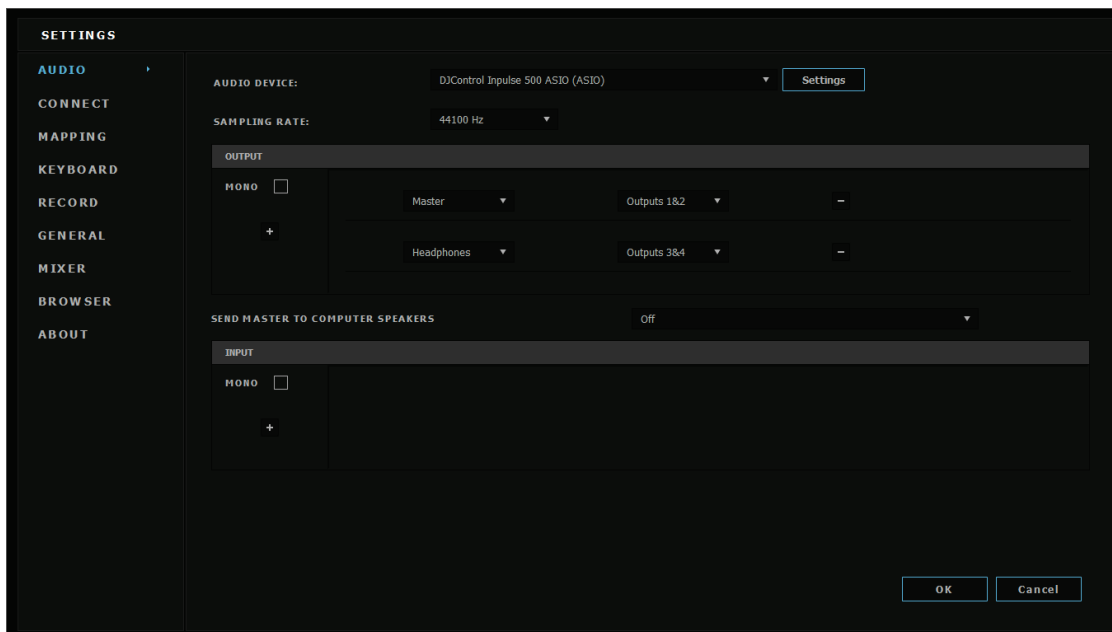 SETTINGS
AUDIO
CONNECT
MAPPING
KEYBOARD
RECORD
GENERAL
MIXER
BROWSER
ABOUT
AUDIO DEVICE: DJControl Inpulse 500 ASIO (ASIO) Settings
SAMPLING RATE: 44100 Hz
OUTPUT
MONO
+
Master Outputs 1&2 -
Headphones Outputs 3&4 -
SEND MASTER TO COMPUTER SPEAKERS Off
INPUT
MONO
+
OK Cancel